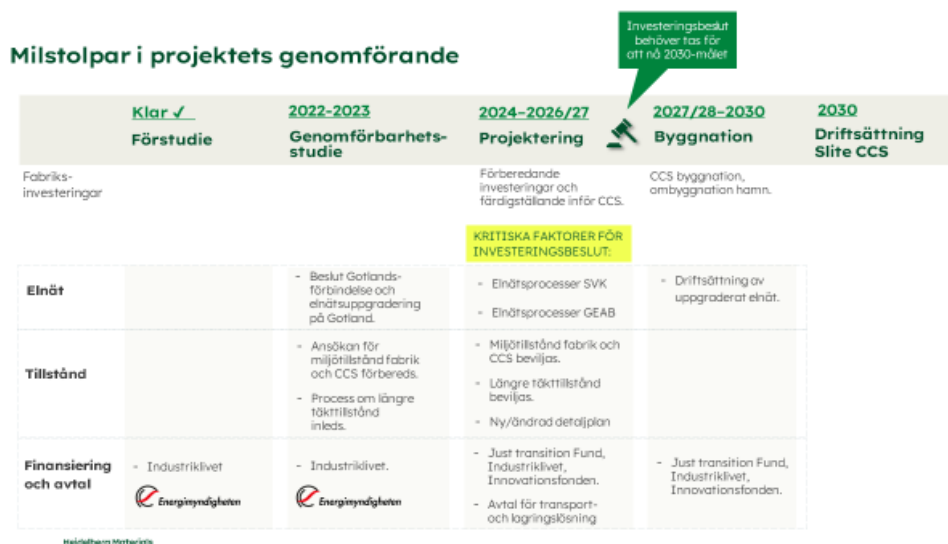 Investeringsbeslut
behöver tas för
att nå 2030-målet
Milstolpar i projektets genomförande
Klar ✓
Förstudie
2022-2023
Genomförbarhets-
studie
2024–2026/27
Projektering
2027/28–2030
Byggnation
2030
Driftsättning
Slite CCS
Fabriks-
investeringar
Förberedande
investeringar och
färdigställande inför CCS.
CCS byggnation,
ombyggnation hamn.
KRITISKA FAKTORER FÖR
INVESTERINGSBESLUT:
Elnät
- Beslut Gotlands-
förbindelse och
elnätsuppgradering
på Gotland.
- Elnätsprocesser SVK
- Elnätsprocesser GEAB
- Driftsättning av
uppgraderat elnät.
Tillstånd
- Ansökan för
miljötillstånd fabrik
och CCS förbereds.
- Process om längre
täkttillstånd
inleds.
- Miljötillstånd fabrik och
CCS beviljas.
- Längre täkttillstånd
beviljas.
- Ny/ändrad detaljplan
Finansiering
och avtal
- Industriklivet
Energimyndigheten
- Industriklivet.
Energimyndigheten
- Just transition Fund,
Industriklivet,
Innovationsfonden.
- Avtal för transport-
och lagringslösning
- Just transition Fund,
Industriklivet,
Innovationsfonden.
Heidelberg Materials